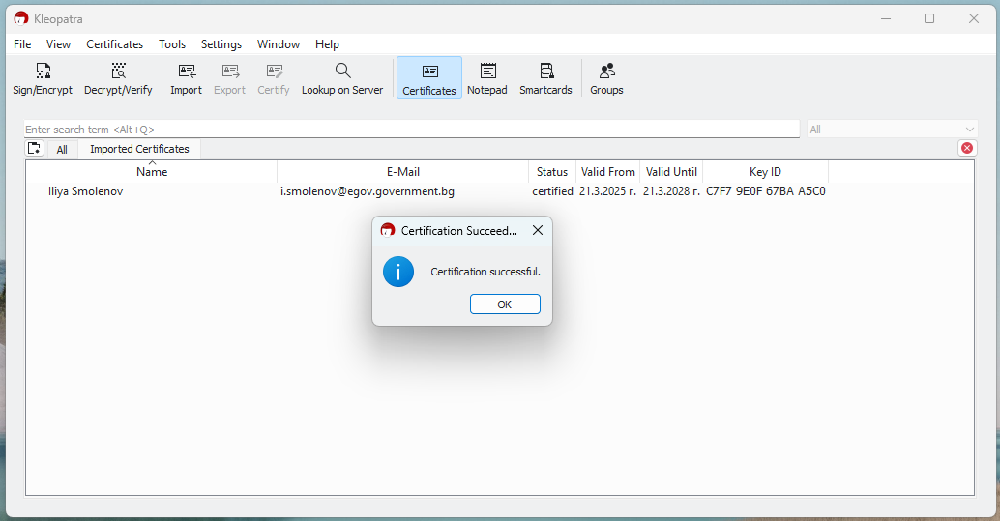 Kleopatra
File View Certificates Tools Settings Window Help
Sign/Encrypt Decrypt/Verify Import Export Certify Lookup on Server Certificates Notepad Smartcards Groups
Enter search term <Alt+Q> All
All Imported Certificates
Name E-Mail Status Valid From Valid Until Key ID
Iliya Smolenov i.smolenov@egov.government.bg certified 21.3.2025 г. 21.3.2028 г. C7F7 9E0F 67BA A5C0
Certification Succeed...
Certification successful.
OK